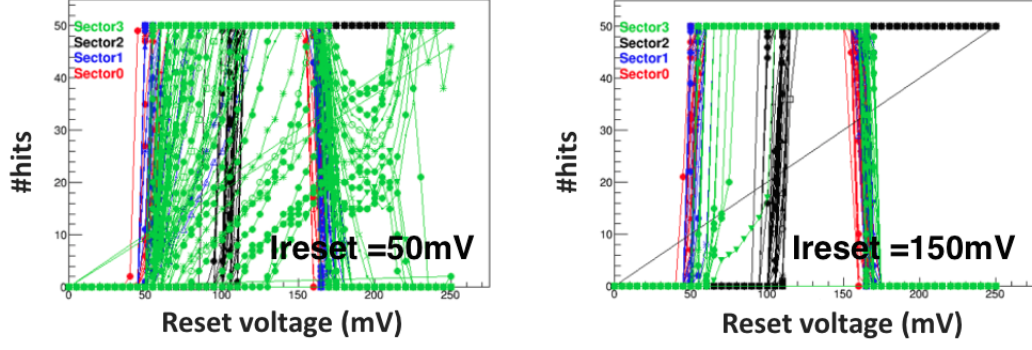 Sector3
Sector2
Sector1
Sector0
50
40
30
20
10
0
0
50
100
150
200
250
#hits
Ireset =50mV
Reset voltage (mV)
Sector3
Sector2
Sector1
Sector0
50
40
30
20
10
0
0
50
100
150
200
250
#hits
Ireset =150mV
Reset voltage (mV)